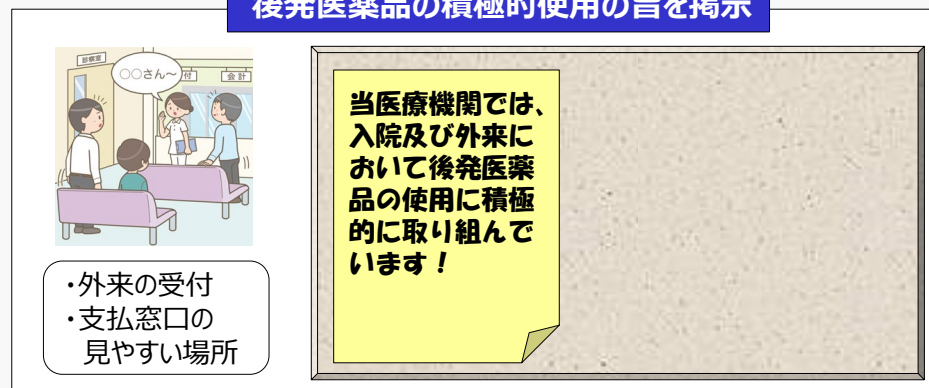 後発医薬品の積極的使用の旨を掲示
診察室
○○さん～
付
会計
当医療機関では、
入院及び外来に
おいて後発医薬
品の使用に積極
的に取り組んで
います！
・外来の受付
・支払窓口の
見やすい場所